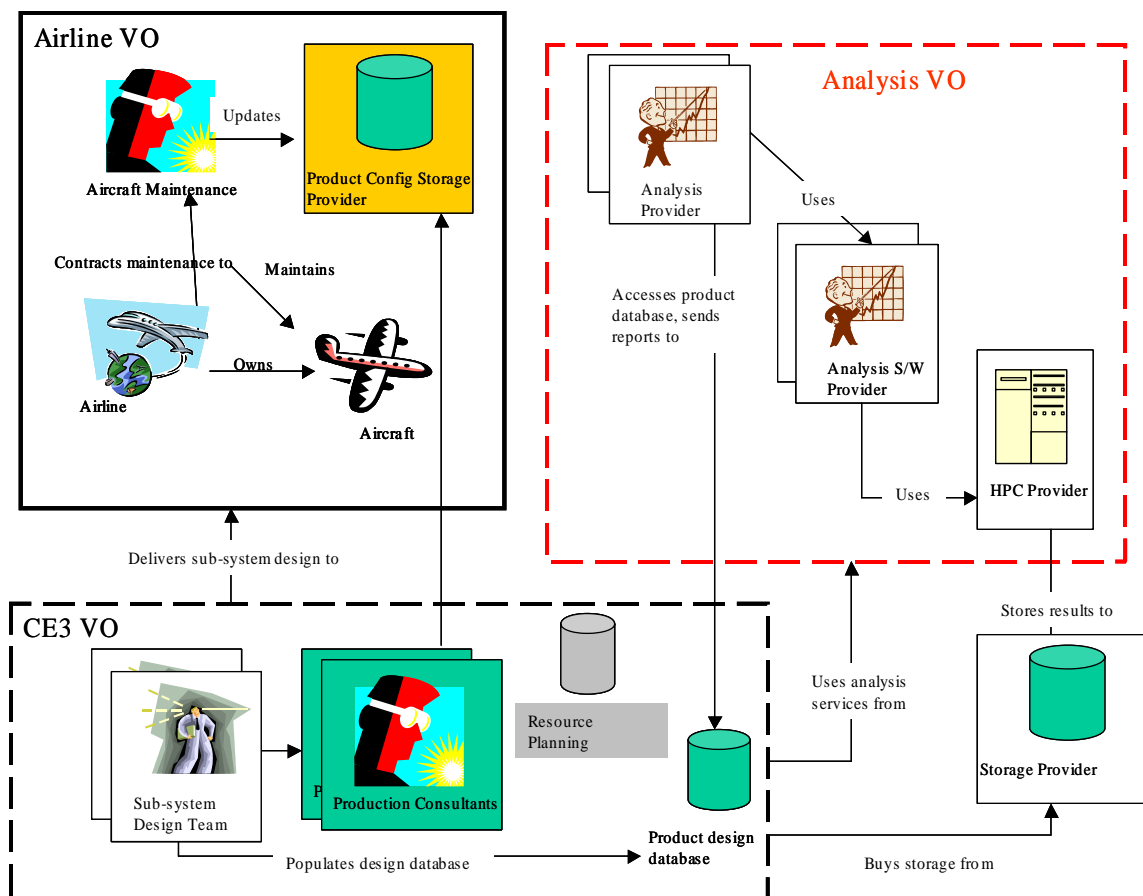 Airline VO
Updates
Aircraft Maintenance
Product Config Storage
Provider
Contracts maintenance to
Maintains
Owns
Airline
Aircraft
Analysis VO
Analysis
Provider
Uses
Accesses product
database, sends
reports to
Analysis S/W
Provider
Uses
HPC Provider
Delivers sub-system design to
CE3 VO
Stores results to
Uses analysis
services from
Resource
Planning
Storage Provider
P
Production Consultants
Sub-system
Design Team
Product design
database
Populates design database
Buys storage from